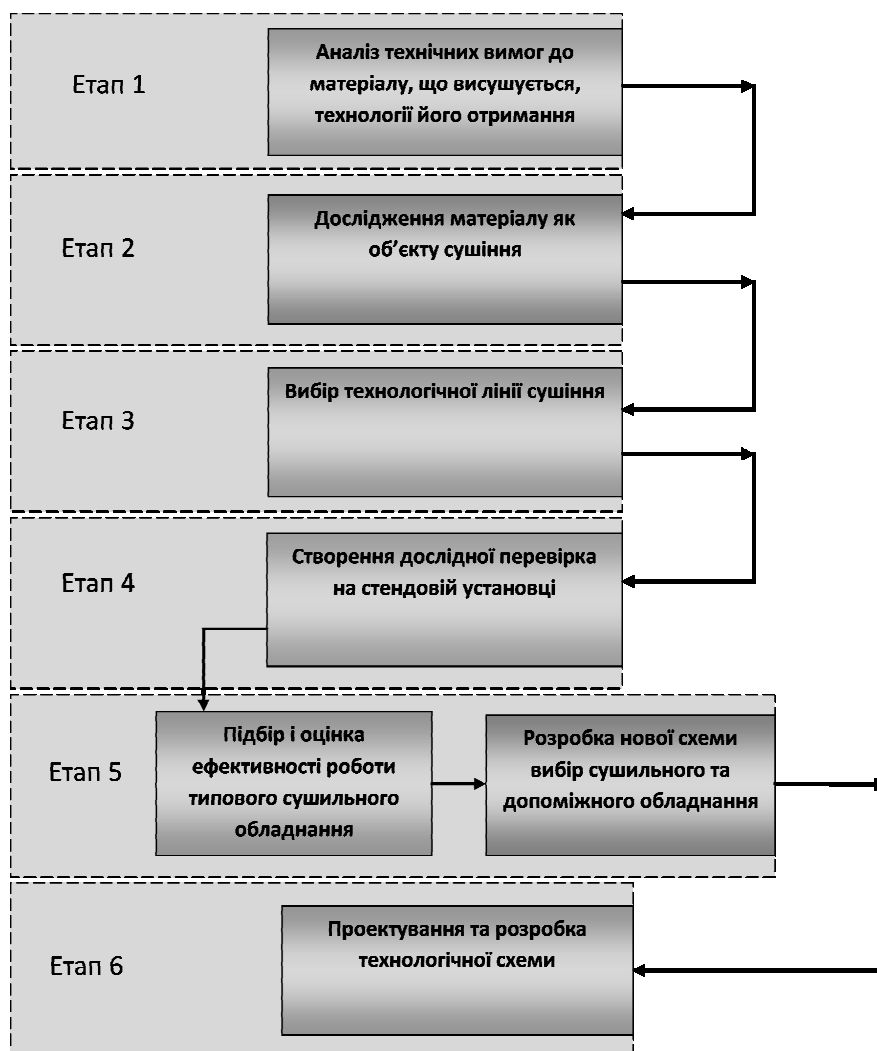 Етап 1
Аналіз технічних вимог до
матеріалу, що висушується,
технології його отримання
Етап 2
Дослідження матеріалу як
об’єкту сушіння
Етап 3
Вибір технологічної лінії сушіння
Етап 4
Створення дослідної перевірка
на стендовій установці
Етап 5
Підбір і оцінка
ефективності роботи
типового сушильного
обладнання
Розробка нової схеми
вибір сушильного та
допоміжного обладнання
Етап 6
Проектування та розробка
технологічної схеми